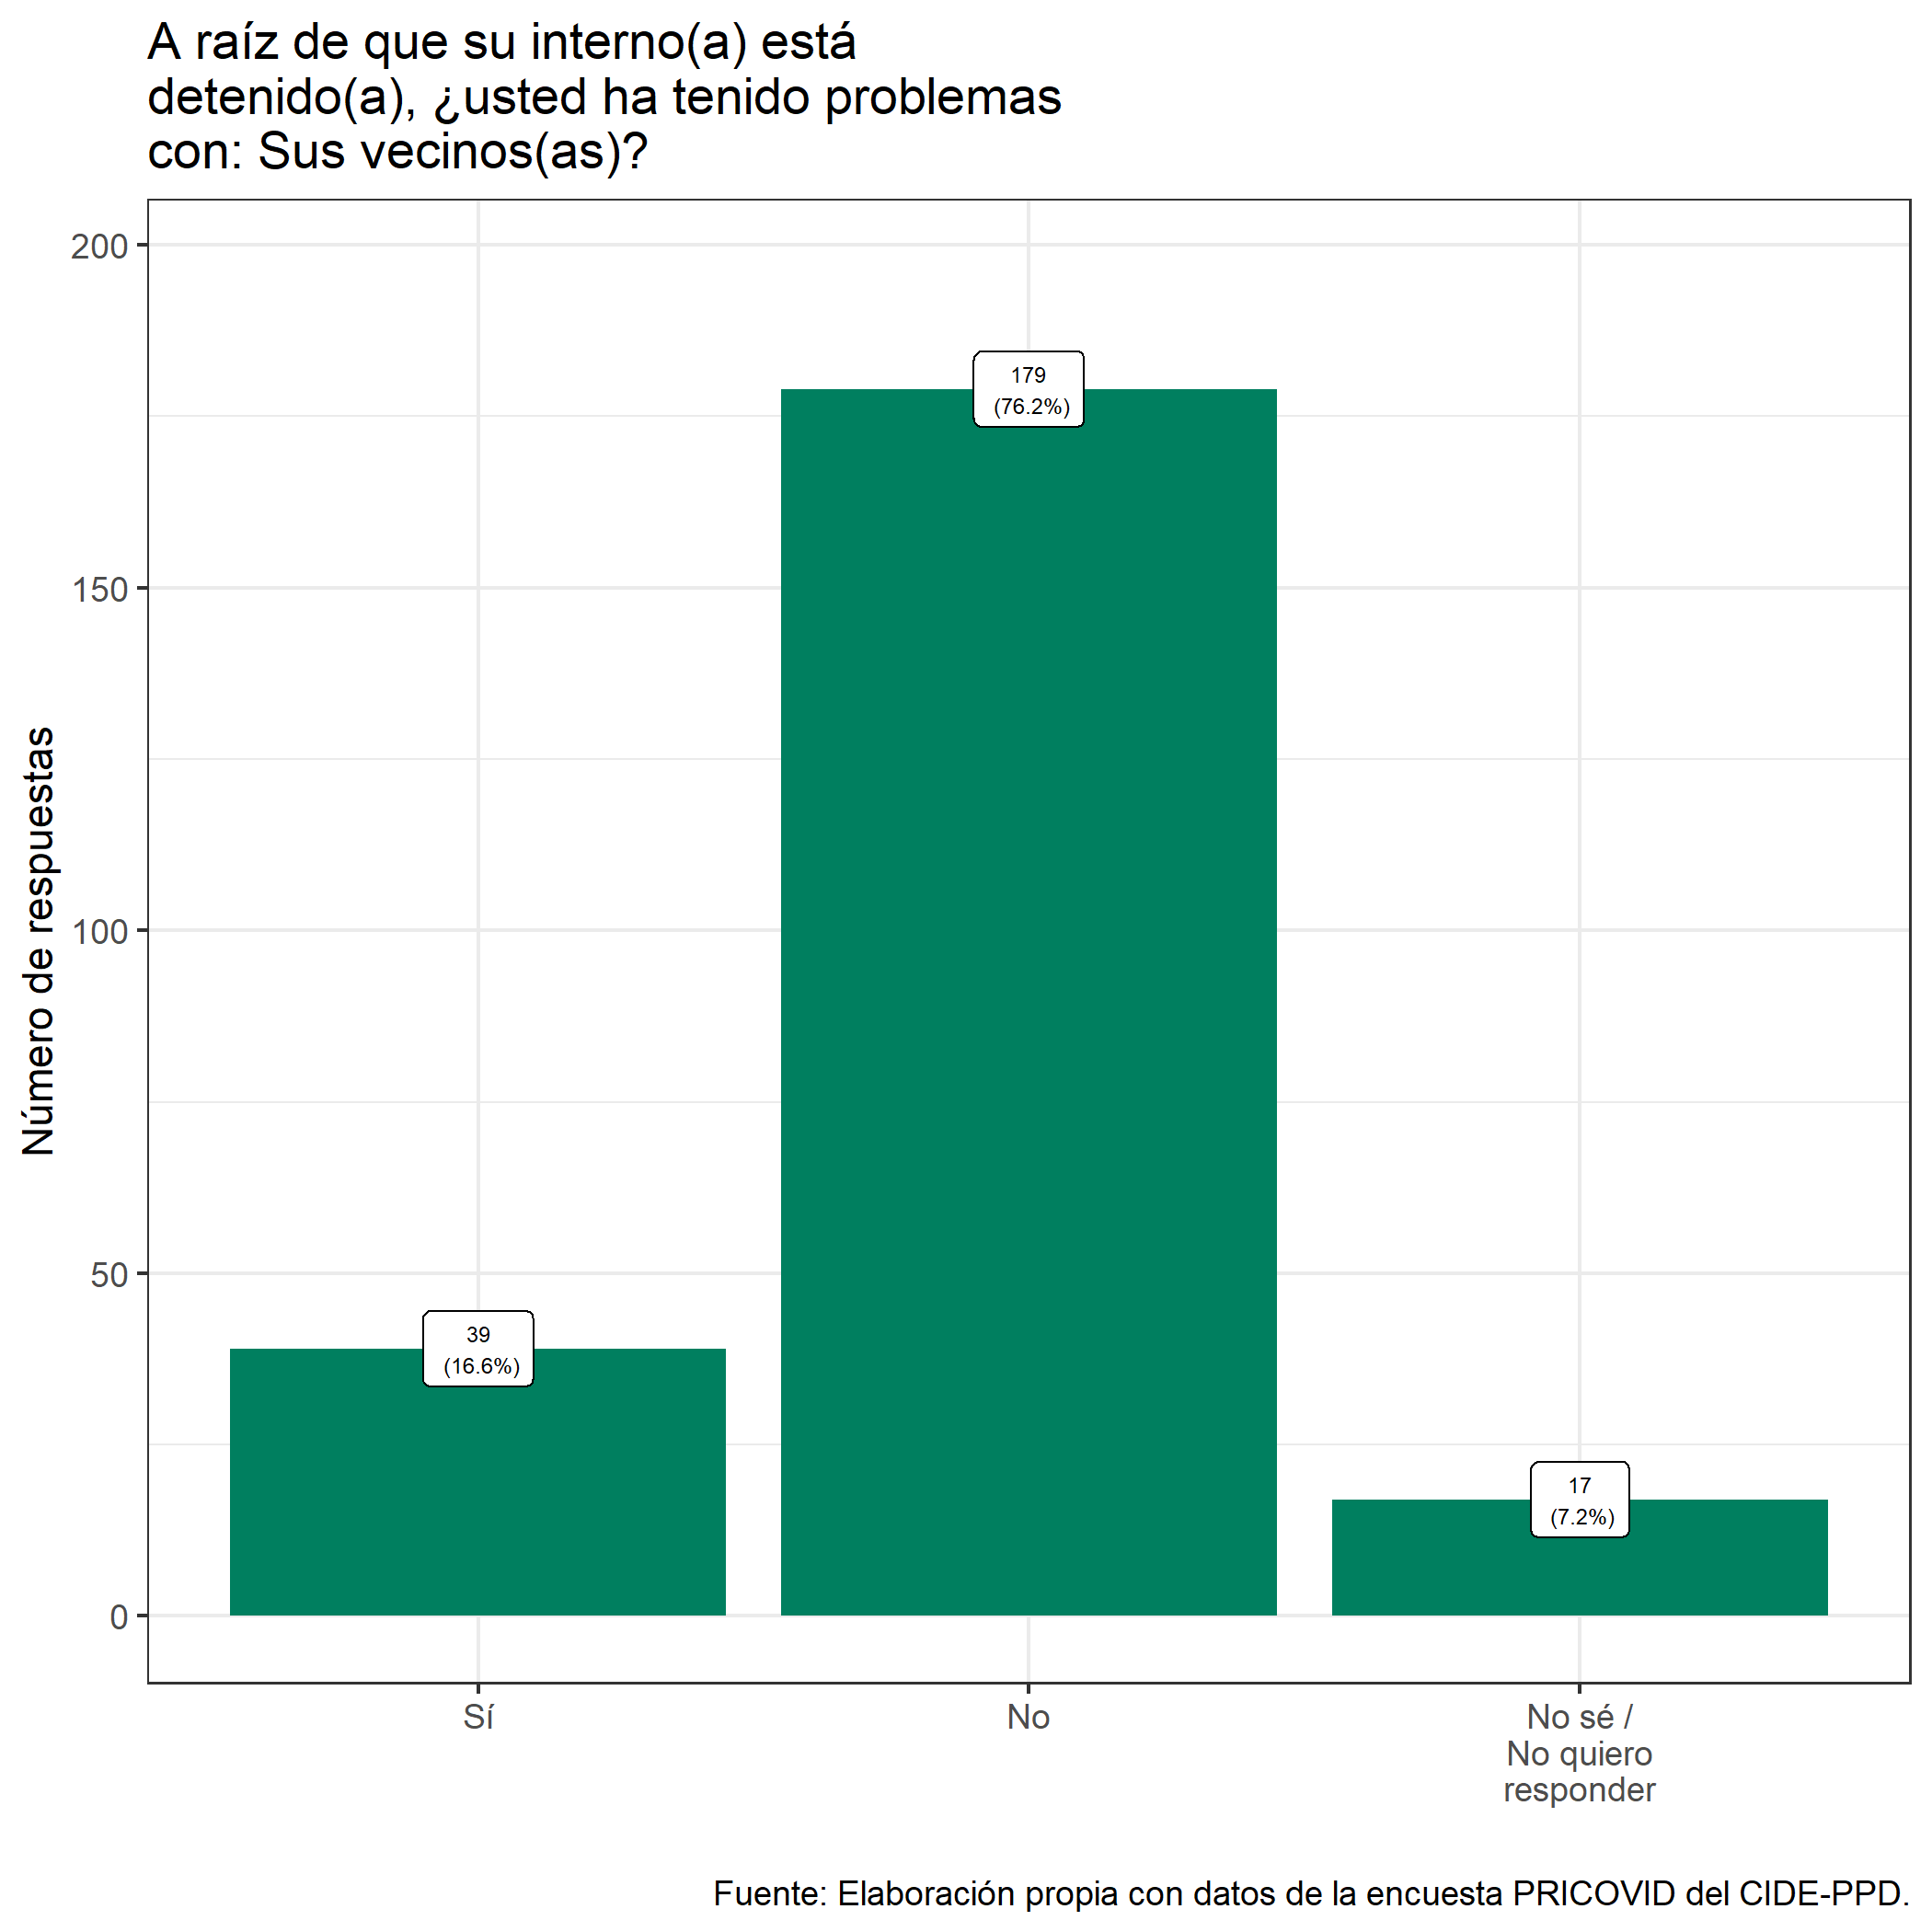 A raíz de que su interno(a) está
detenido(a), ¿usted ha tenido problemas
con: Sus vecinos(as)?
Número de respuestas
200
150
100
50
0
179
(76.2%)
39
(16.6%)
17
(7.2%)
Sí
No
No sé /
No quiero
responder
Fuente: Elaboración propia con datos de la encuesta PRICOVID del CIDE-PPD.